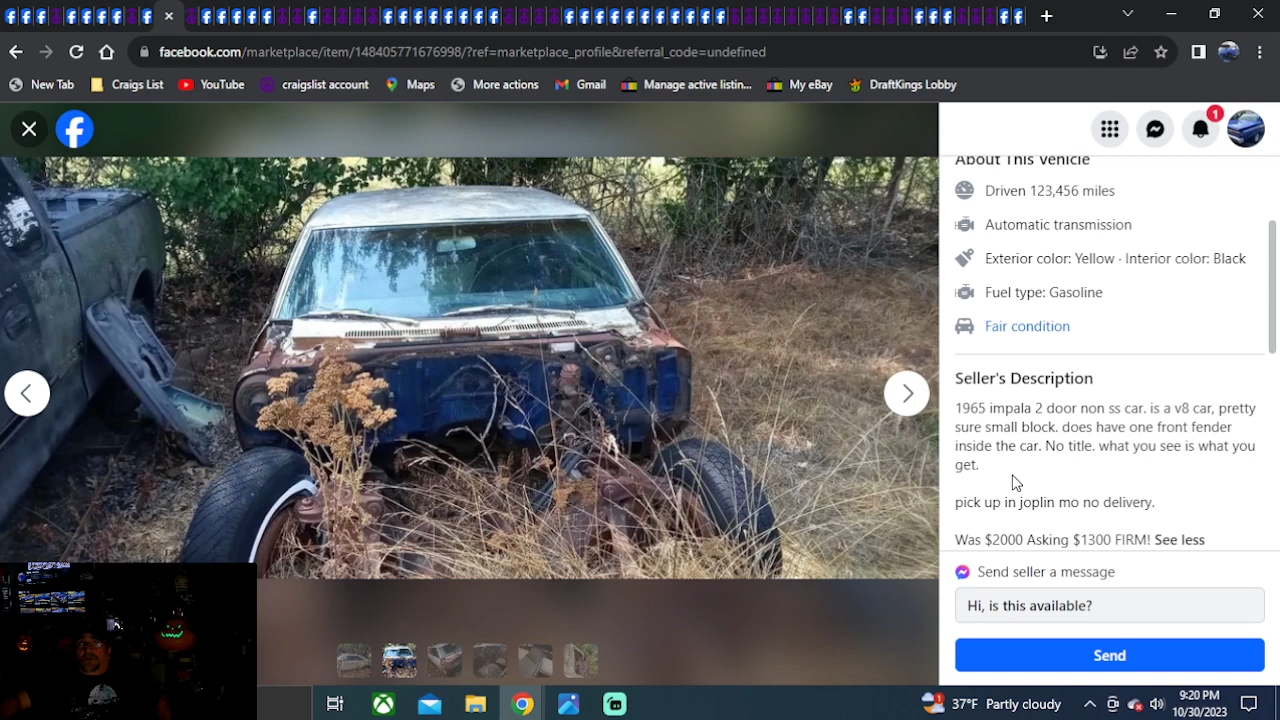 facebook.com/marketplace/item/148405771676998/?ref=marketplace_profile&referral_code=undefined
New Tab Craigs List YouTube craigslist account Maps More actions Gmail Manage active listin... My eBay DraftKings Lobby
1
About This Vehicle
Driven 123,456 miles
Automatic transmission
Exterior color: Yellow · Interior color: Black
Fuel type: Gasoline
Fair condition
Seller's Description
1965 impala 2 door non ss car. is a v8 car, pretty
sure small block. does have one front fender
inside the car. No title. what you see is what you
get.
pick up in joplin mo no delivery.
Was $2000 Asking $1300 FIRM! See less
Send seller a message
Hi, is this available?
Send
37°F Partly cloudy
9:20 PM
10/30/2023